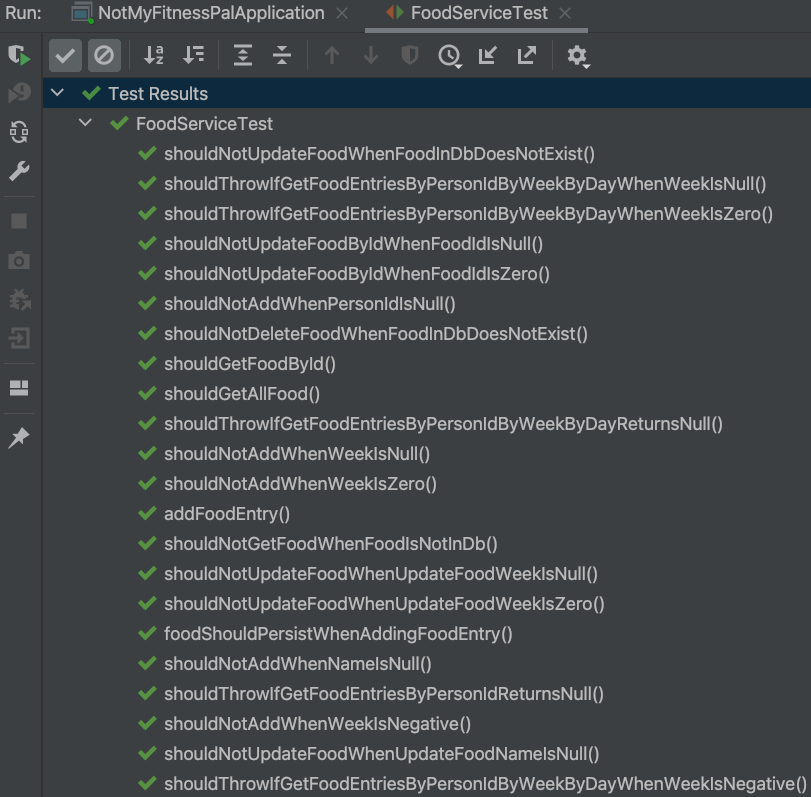 Run: NotMyFitnessPalApplication FoodServiceTest
Test Results
FoodServiceTest
shouldNotUpdateFoodWhenFoodInDbDoesNotExist()
shouldThrowIfGetFoodEntriesByPersonIdByWeekByDayWhenWeekIsNull()
shouldThrowIfGetFoodEntriesByPersonIdByWeekByDayWhenWeekIsZero()
shouldNotUpdateFoodByIdWhenFoodIdIsNull()
shouldNotUpdateFoodByIdWhenFoodIdIsZero()
shouldNotAddWhenPersonIdIsNull()
shouldNotDeleteFoodWhenFoodInDbDoesNotExist()
shouldGetFoodById()
shouldGetAllFood()
shouldThrowIfGetFoodEntriesByPersonIdByWeekByDayReturnsNull()
shouldNotAddWhenWeekIsNull()
shouldNotAddWhenWeekIsZero()
addFoodEntry()
shouldNotGetFoodWhenFoodIsNotInDb()
shouldNotUpdateFoodWhenUpdateFoodWeekIsNull()
shouldNotUpdateFoodWhenUpdateFoodWeekIsZero()
foodShouldPersistWhenAddingFoodEntry()
shouldNotAddWhenNameIsNull()
shouldThrowIfGetFoodEntriesByPersonIdReturnsNull()
shouldNotAddWhenWeekIsNegative()
shouldNotUpdateFoodWhenUpdateFoodNameIsNull()
shouldThrowIfGetFoodEntriesByPersonIdByWeekByDayWhenWeekIsNegative()